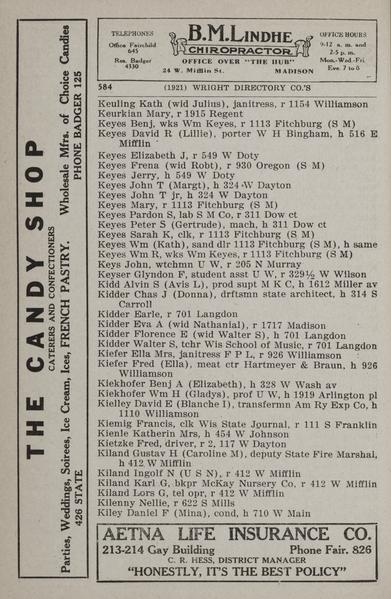 THE CANDY SHOP
CATERERS AND CONFECTIONERS
Wholesale Mfrs. of Choice Candies
Parties, Weddings, Soirees, Ice Cream, Ices, FRENCH PASTRY.
426 STATE
PHONE BADGER 125
TELEPHONES
Office Fairchild
645
Res. Badger
4330
B.M. LINDHE
CHIROPRACTOR
OFFICE OVER "THE HUB"
24 W. Mifflin St. MADISON
OFFICE HOURS
9-12 a. m. and
2-5 p. m.
Mon.-Wed.-Fri.
Eve. 7 to 8
584 (1921) WRIGHT DIRECTORY CO.'S
Keuling Kath (wid Julius), janitress, r 1154 Williamson
Keurkian Mary, r 1915 Regent
Keyes Benj, wks Wm Keyes, r 1113 Fitchburg (S M)
Keyes David R (Lillie), porter W H Bingham, h 516 E
Mifflin
Keyes Elizabeth J, r 549 W Doty
Keyes Frena (wid Robt), r 930 Oregon (S M)
Keyes Jerry, h 549 W Doty
Keyes John T (Margt), h 324 W Dayton
Keyes John T jr, h 324 W Dayton
Keyes Mary, r 1113 Fitchburg (S M)
Keyes Pardon S, lab S M Co, r 311 Dow ct
Keyes Peter S (Gertrude), mach, h 311 Dow ct
Keyes Sarah K, clk, r 1113 Fitchburg (S M)
Keyes Wm (Kath), sand dlr 1113 Fitchburg (S M), h same
Keyes Wm R, wks Wm Keyes, r 1113 Fitchburg (S M)
Keys John, wtchmn U W, r 205 N Murray
Keyser Glyndon F, student asst U W, r 329½ W Wilson
Kidd Alvin S (Avis L), prod supt M K C, h 1612 Miller av
Kidder Chas J (Donna), drftsmn state architect, h 314 S
Carroll
Kidder Earle, r 701 Langdon
Kidder Eva A (wid Nathanial), r 1717 Madison
Kidder Florence E (wid Walter S), h 701 Langdon
Kidder Walter S, tchr Wis School of Music, r 701 Langdon
Kiefer Ella Mrs, janitress F P L, r 926 Williamson
Kiefer Fred (Ella), meat ctr Hartmeyer & Braun, h 926
Williamson
Kiekhofer Benj A (Elizabeth), h 328 W Wash av
Kiekhofer Wm H (Gladys), prof U W, h 1919 Arlington pl
Kielley David E (Blanche I), transfermn Am Ry Exp Co, h
1110 Williamson
Kiemig Francis, clk Wis State Journal, r 111 S Franklin
Kienle Katherin Mrs, h 454 W Johnson
Kietzke Fred, driver, r 2, 117 W Dayton
Kiland Gustav H (Caroline M), deputy State Fire Marshal,
h 412 W Mifflin
Kiland Ingolf N (U S N), r 412 W Mifflin
Kiland Karl G, bkpr McKay Nursery Co, r 412 W Mifflin
Kiland Lors G, tel opr, r 412 W Mifflin
Kilenny Nellie, r 622 S Mills
Kiley Daniel F (Mina), cond, h 710 W Main
AETNA LIFE INSURANCE CO.
213-214 Gay Building Phone Fair. 826
C. R. HESS, DISTRICT MANAGER
"HONESTLY, IT'S THE BEST POLICY"